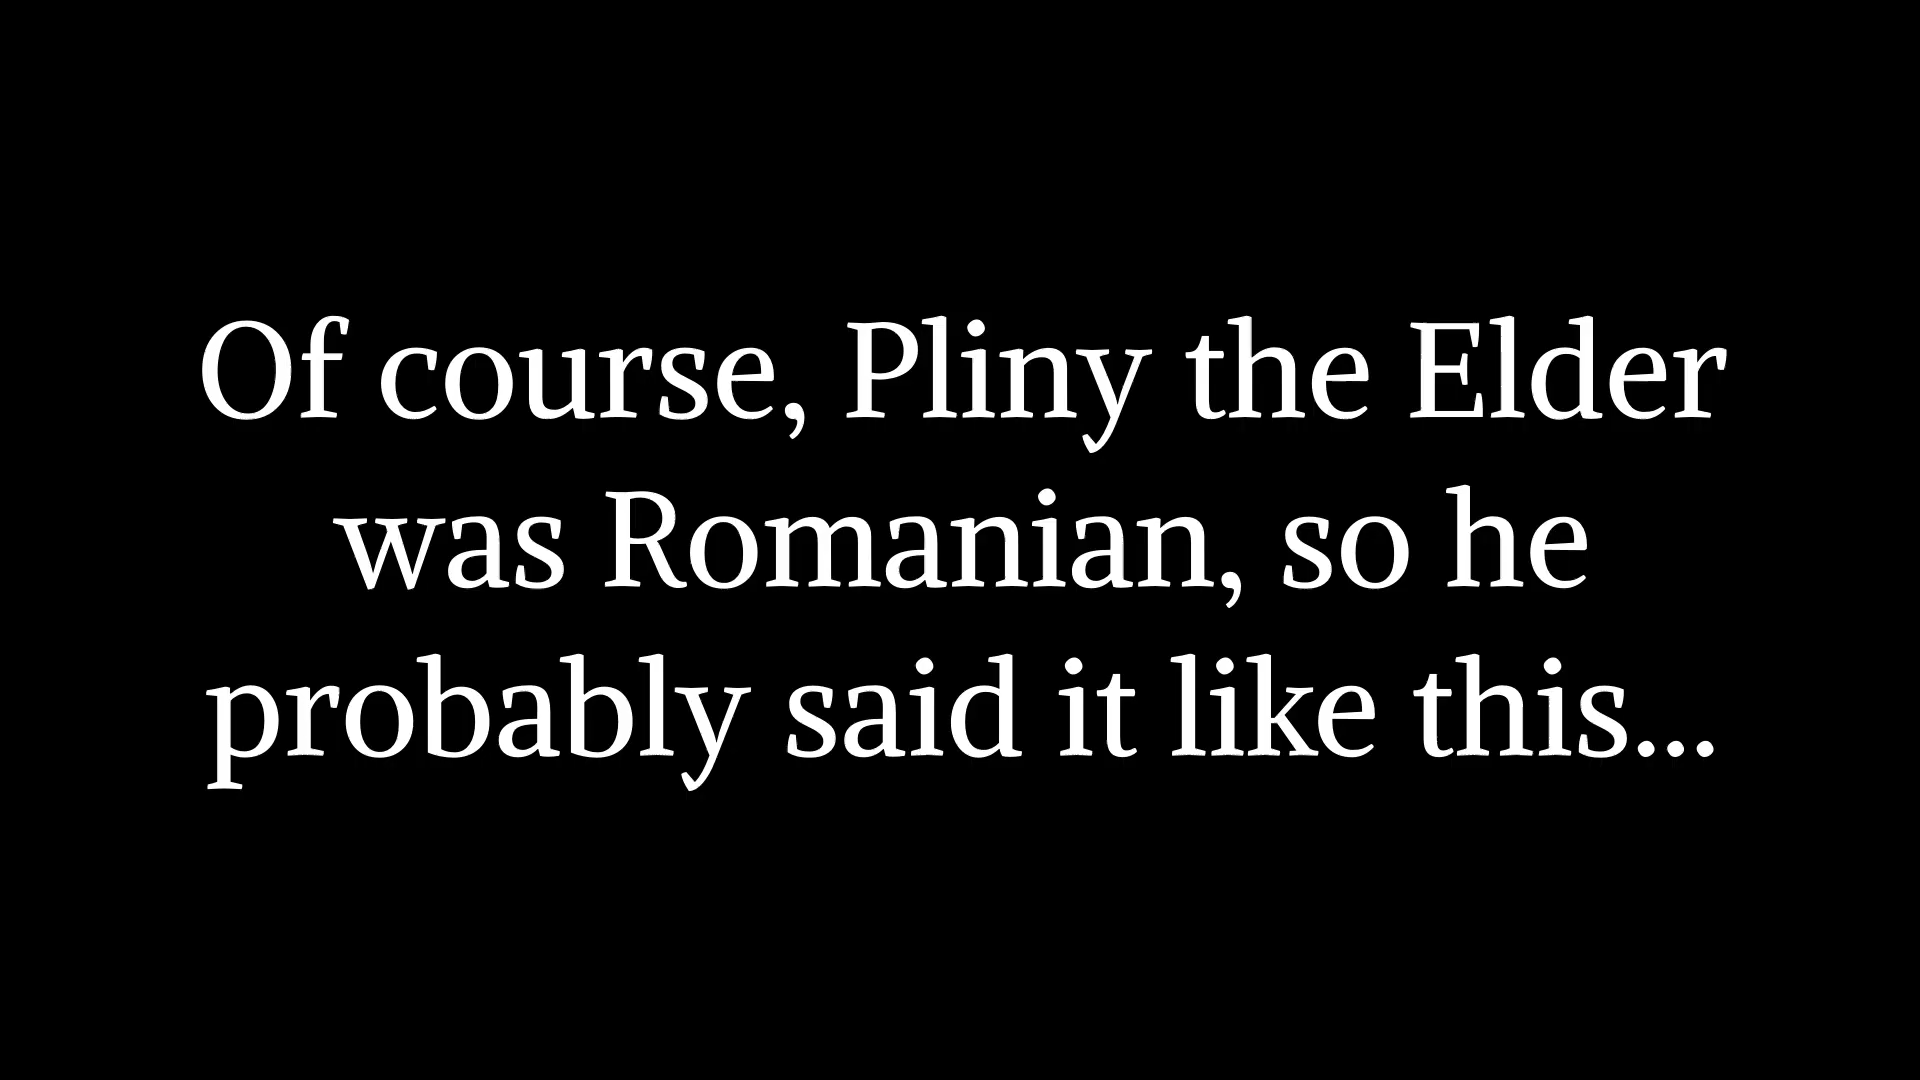 Of course, Pliny the Elder
was Romanian, so he
probably said it like this...